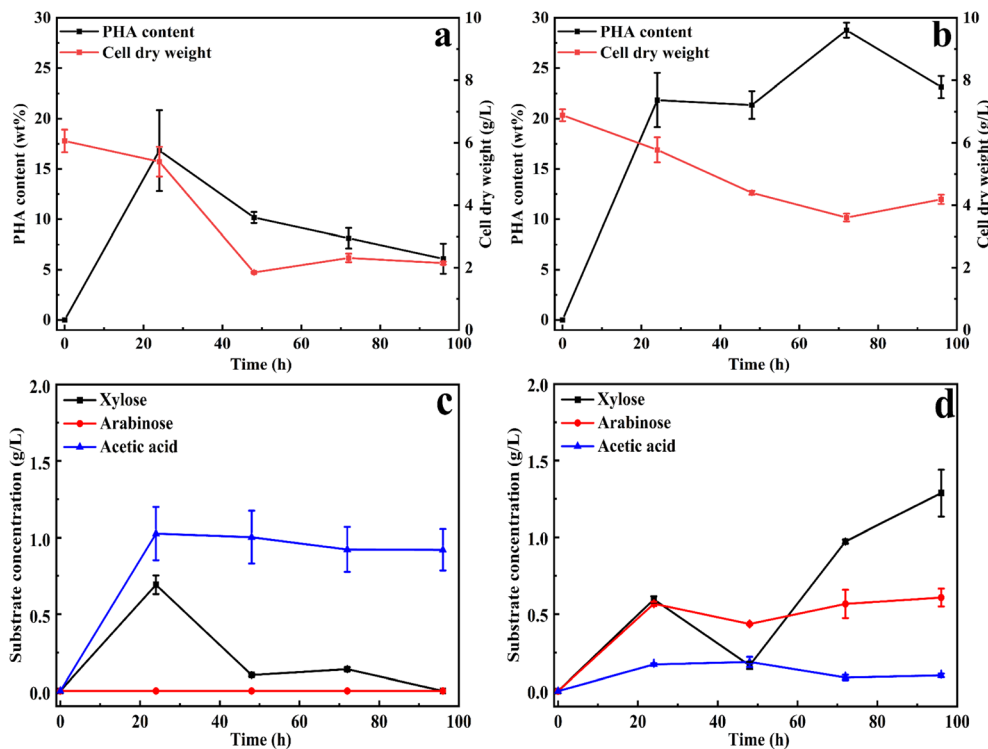 a
PHA content
Cell dry weight
PHA content (wt%)
30
25
20
15
10
5
0
Cell dry weight (g/L)
10
8
6
4
2
0
0 20 40 60 80 100
Time (h)
b
PHA content
Cell dry weight
PHA content (wt%)
30
25
20
15
10
5
0
Cell dry weight (g/L)
10
8
6
4
2
0
0 20 40 60 80 100
Time (h)
c
Xylose
Arabinose
Acetic acid
Substrate concentration (g/L)
2.0
1.5
1.0
0.5
0.0
0 20 40 60 80 100
Time (h)
d
Xylose
Arabinose
Acetic acid
Substrate concentration (g/L)
2.0
1.5
1.0
0.5
0.0
0 20 40 60 80 100
Time (h)